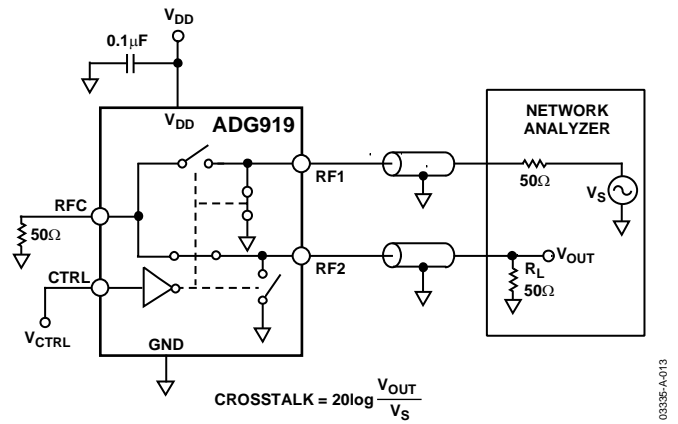 VDD
0.1μF
VDD
ADG919
NETWORK
ANALYZER
RF1
50Ω
VS
RFC
50Ω
RF2
VOUT
RL
50Ω
CTRL
VCTRL
GND
CROSSTALK = 20log VOUT
VS
03335-A-013